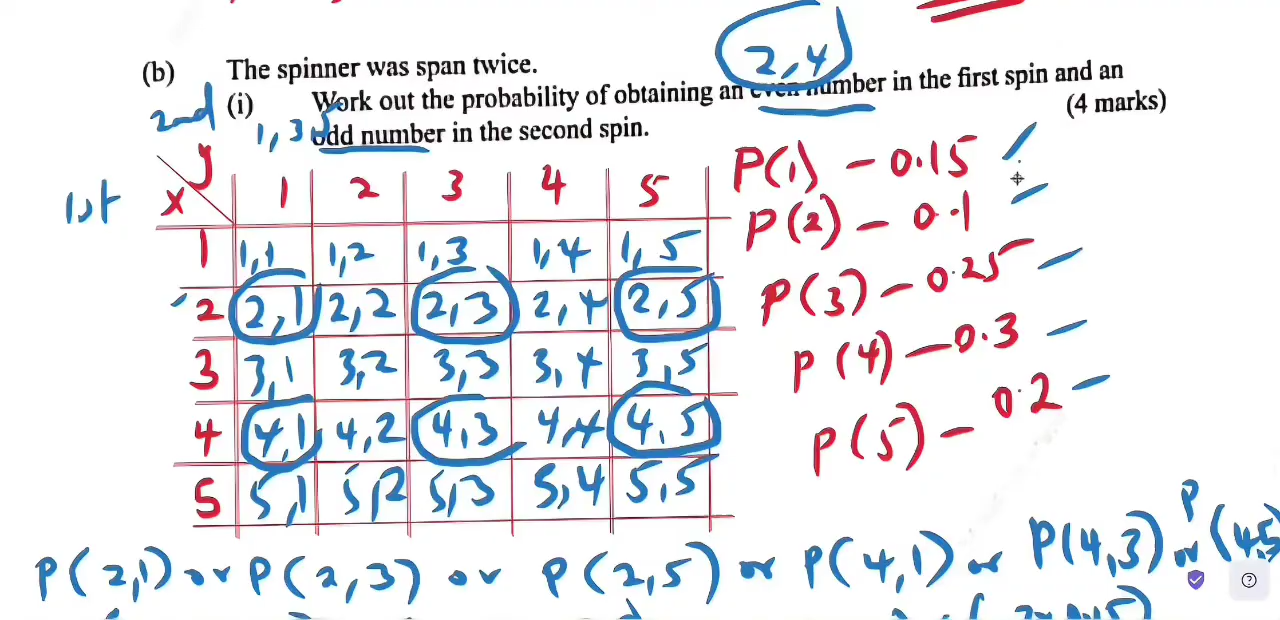 2,4
(b) The spinner was span twice.
(i) Work out the probability of obtaining an even number in the first spin and an
odd number in the second spin. (4 marks)
2nd
1,3,5
1st
x y 1 2 3 4 5
1 1,1 1,2 1,3 1,4 1,5
2 2,1 2,2 2,3 2,4 2,5
3 3,1 3,2 3,3 3,4 3,5
4 4,1 4,2 4,3 4,4 4,5
5 5,1 5,2 5,3 5,4 5,5
P(1) - 0.15
P(2) - 0.1
P(3) - 0.25
P(4) - 0.3
P(5) - 0.2
P(2,1) or P(2,3) or P(2,5) or P(4,1) or P(4,3) or P(4,5)